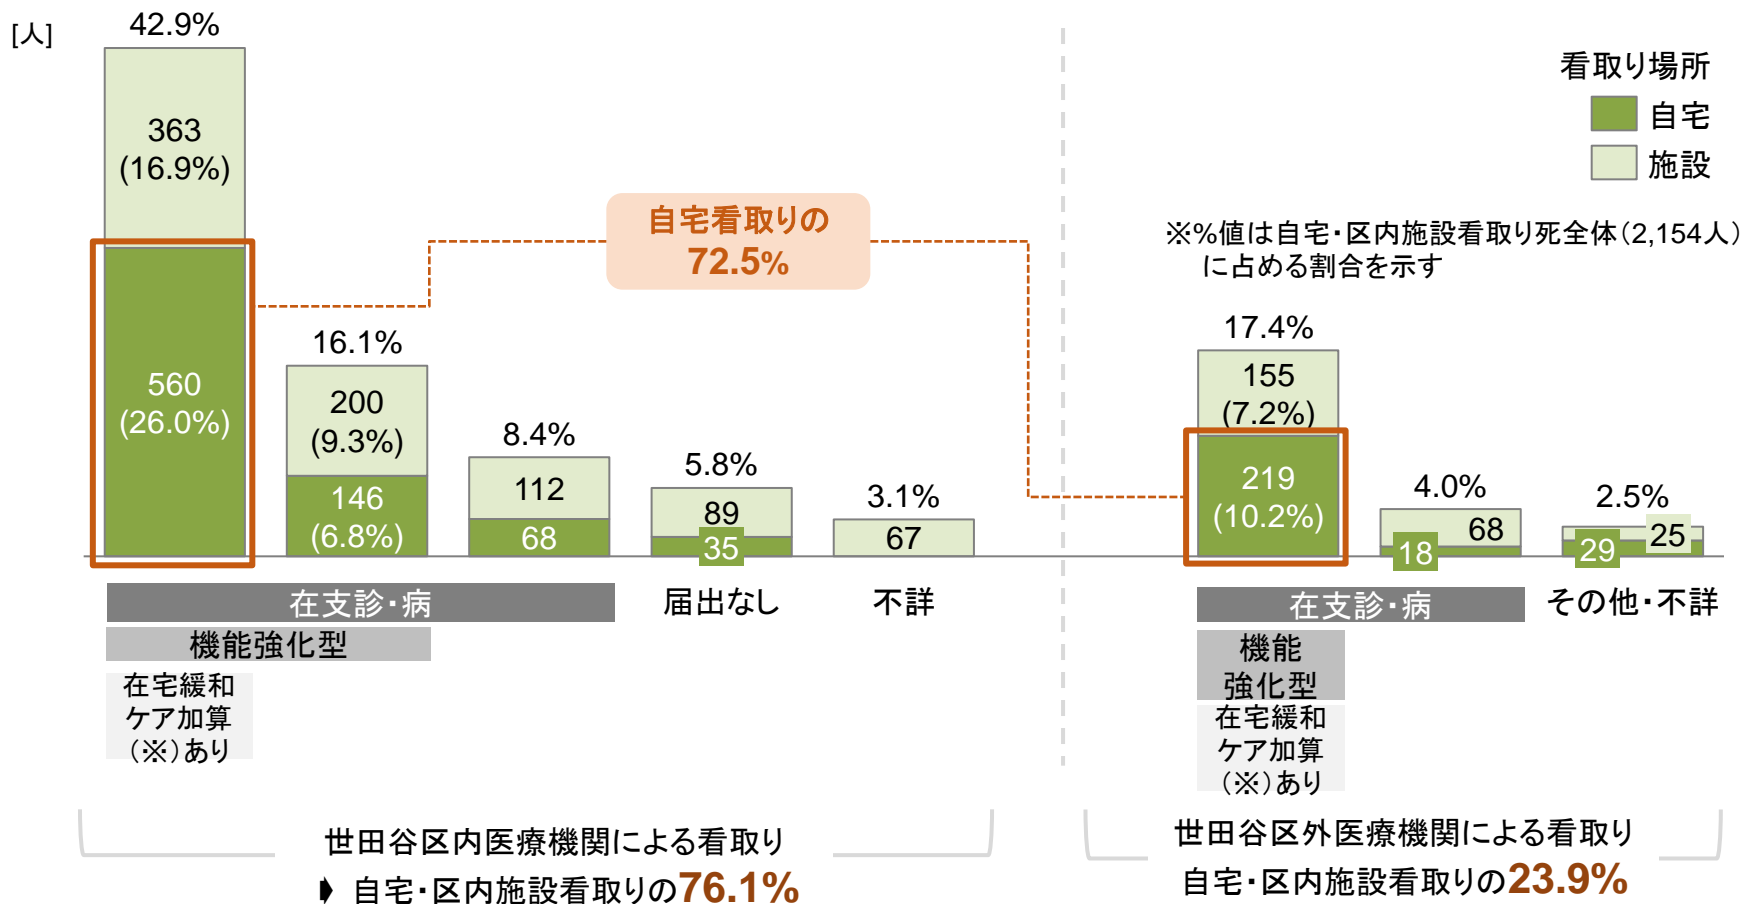 [人]
42.9%
363
(16.9%)
560
(26.0%)
16.1%
200
(9.3%)
146
(6.8%)
8.4%
112
68
5.8%
89
35
3.1%
67
自宅看取りの
72.5%
看取り場所
自宅
施設
※%値は自宅・区内施設看取り死全体(2,154人)
に占める割合を示す
17.4%
155
(7.2%)
219
(10.2%)
4.0%
68
18
2.5%
25
29
在支診・病
届出なし
不詳
機能強化型
在宅緩和
ケア加算
(※)あり
在支診・病
その他・不詳
機能
強化型
在宅緩和
ケア加算
(※)あり
世田谷区内医療機関による看取り
➧ 自宅・区内施設看取りの76.1%
世田谷区外医療機関による看取り
自宅・区内施設看取りの23.9%